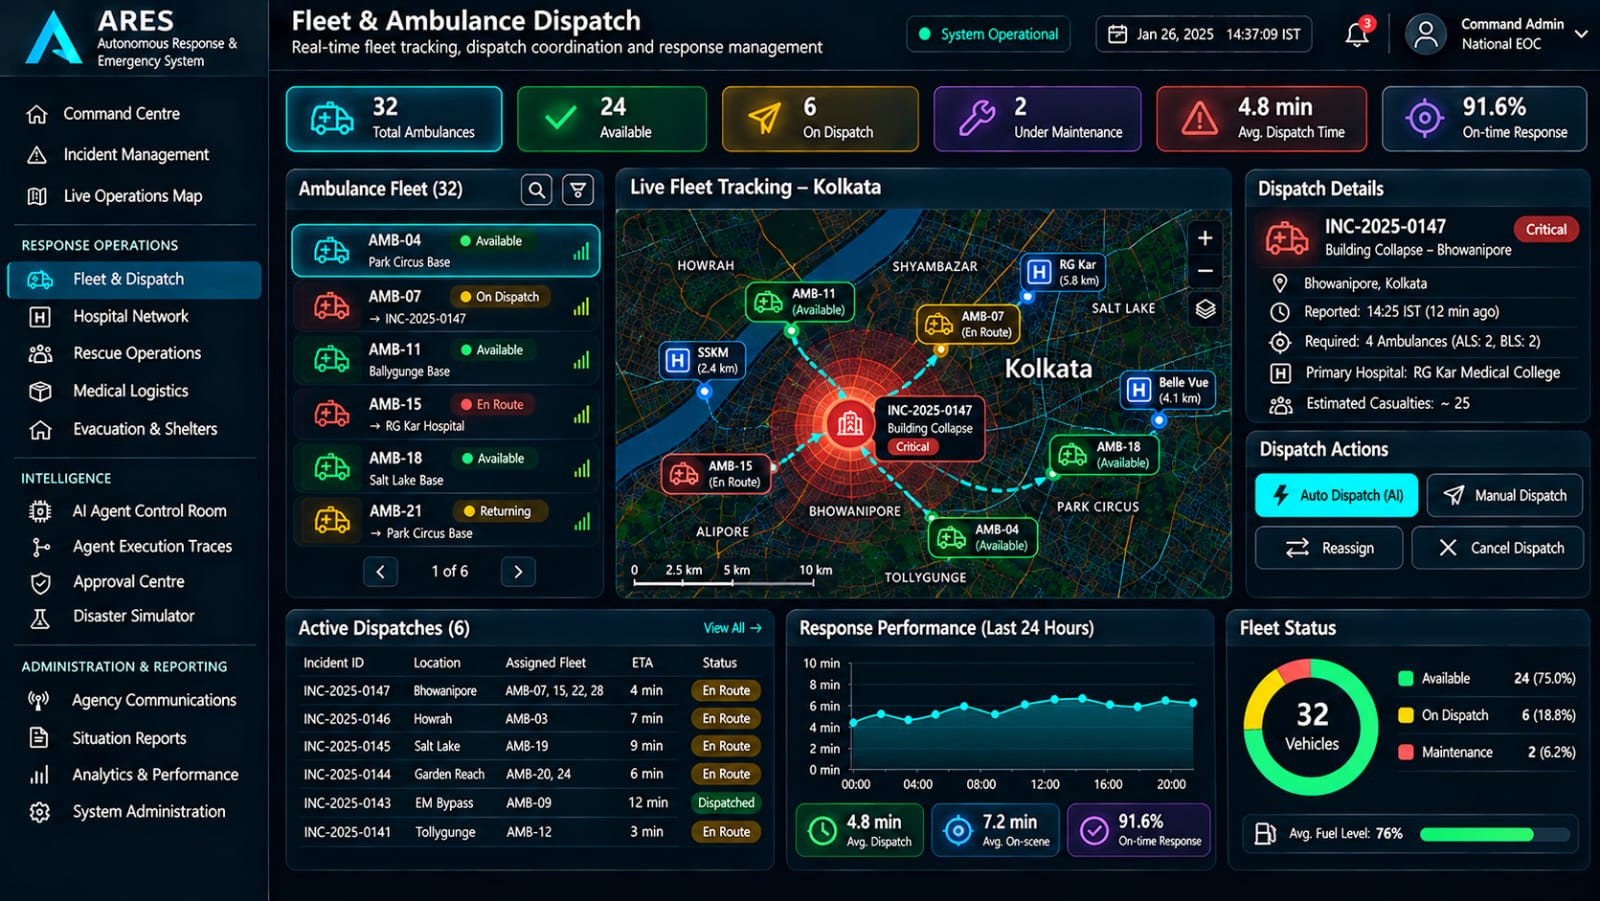 ARES
Autonomous Response &
Emergency System
Command Centre
Incident Management
Live Operations Map
RESPONSE OPERATIONS
Fleet & Dispatch
Hospital Network
Rescue Operations
Medical Logistics
Evacuation & Shelters
INTELLIGENCE
AI Agent Control Room
Agent Execution Traces
Approval Centre
Disaster Simulator
ADMINISTRATION & REPORTING
Agency Communications
Situation Reports
Analytics & Performance
System Administration
Fleet & Ambulance Dispatch
Real-time fleet tracking, dispatch coordination and response management
System Operational
Jan 26, 2025 14:37:09 IST
3
Command Admin
National EOC
32
Total Ambulances
24
Available
6
On Dispatch
2
Under Maintenance
4.8 min
Avg. Dispatch Time
91.6%
On-time Response
Ambulance Fleet (32)
AMB-04 Available
Park Circus Base
AMB-07 On Dispatch
→ INC-2025-0147
AMB-11 Available
Ballygunge Base
AMB-15 En Route
→ RG Kar Hospital
AMB-18 Available
Salt Lake Base
AMB-21 Returning
→ Park Circus Base
1 of 6
Live Fleet Tracking – Kolkata
HOWRAH
SHYAMBAZAR
H RG Kar
(5.8 km)
SALT LAKE
AMB-11
(Available)
AMB-07
(En Route)
H SSKM
(2.4 km)
Kolkata
H Belle Vue
(4.1 km)
INC-2025-0147
Building Collapse
Critical
AMB-18
(Available)
AMB-15
(En Route)
BHOWANIPORE
PARK CIRCUS
ALIPORE
AMB-04
(Available)
TOLLYGUNGE
0 2.5 km 5 km 10 km
+
−
Dispatch Details
INC-2025-0147
Critical
Building Collapse – Bhowanipore
Bhowanipore, Kolkata
Reported: 14:25 IST (12 min ago)
Required: 4 Ambulances (ALS: 2, BLS: 2)
H Primary Hospital: RG Kar Medical College
Estimated Casualties: ~ 25
Dispatch Actions
Auto Dispatch (AI)
Manual Dispatch
Reassign
Cancel Dispatch
Active Dispatches (6)
View All →
Incident ID Location Assigned Fleet ETA Status
INC-2025-0147 Bhowanipore AMB-07, 15, 22, 28 4 min En Route
INC-2025-0146 Howrah AMB-03 7 min En Route
INC-2025-0145 Salt Lake AMB-19 9 min En Route
INC-2025-0144 Garden Reach AMB-20, 24 6 min En Route
INC-2025-0143 EM Bypass AMB-09 12 min Dispatched
INC-2025-0141 Tollygunge AMB-12 3 min En Route
Response Performance (Last 24 Hours)
10 min
8 min
6 min
4 min
2 min
0 min
00:00 04:00 08:00 12:00 16:00 20:00
4.8 min
Avg. Dispatch
7.2 min
Avg. On-scene
91.6%
On-time Response
Fleet Status
32
Vehicles
Available 24 (75.0%)
On Dispatch 6 (18.8%)
Maintenance 2 (6.2%)
Avg. Fuel Level: 76%